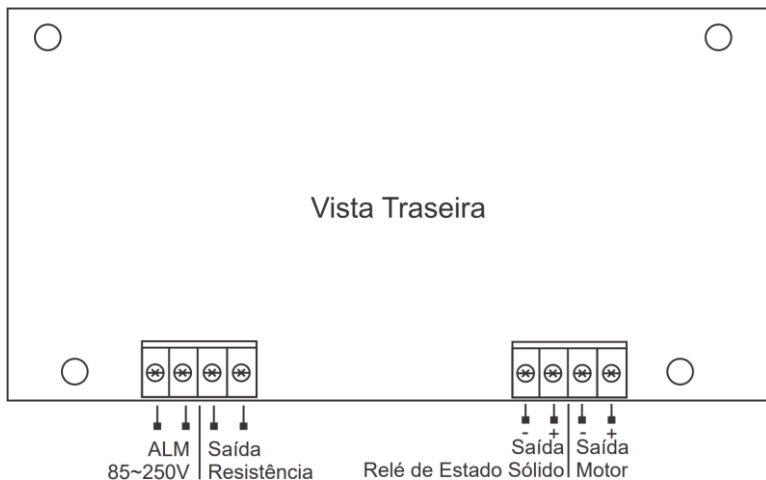 Vista Traseira
- + - +
ALM Saída Saída Saída
85~250V Resistência Relé de Estado Sólido Motor